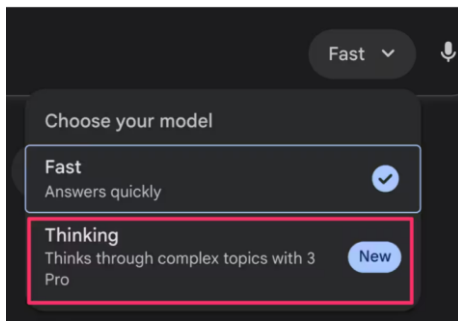 Fast
Choose your model
Fast
Answers quickly
Thinking
Thinks through complex topics with 3
Pro
New